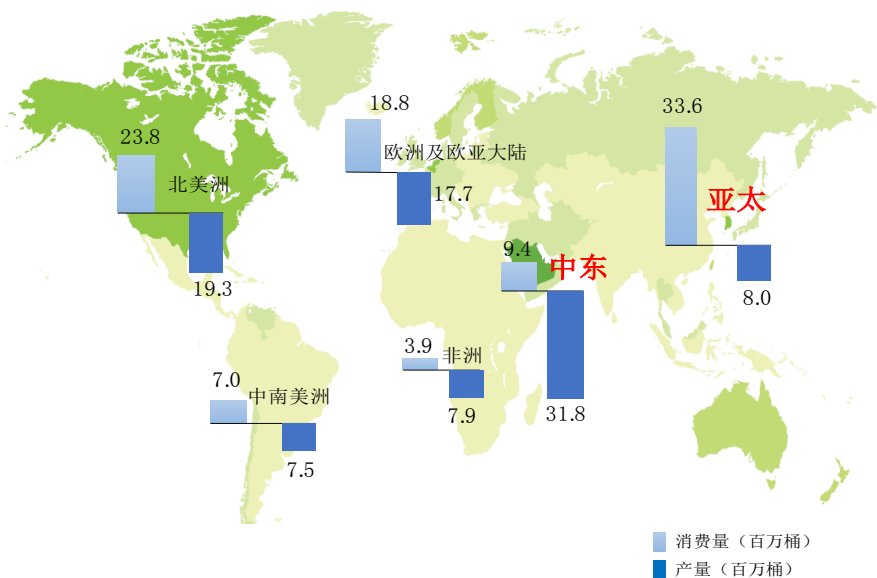 18.8
33.6
23.8
欧洲及欧亚大陆
北美洲
17.7
亚太
9.4
中东
19.3
8.0
3.9
非洲
7.0
中南美洲
7.9
31.8
7.5
消费量（百万桶）
产量（百万桶）